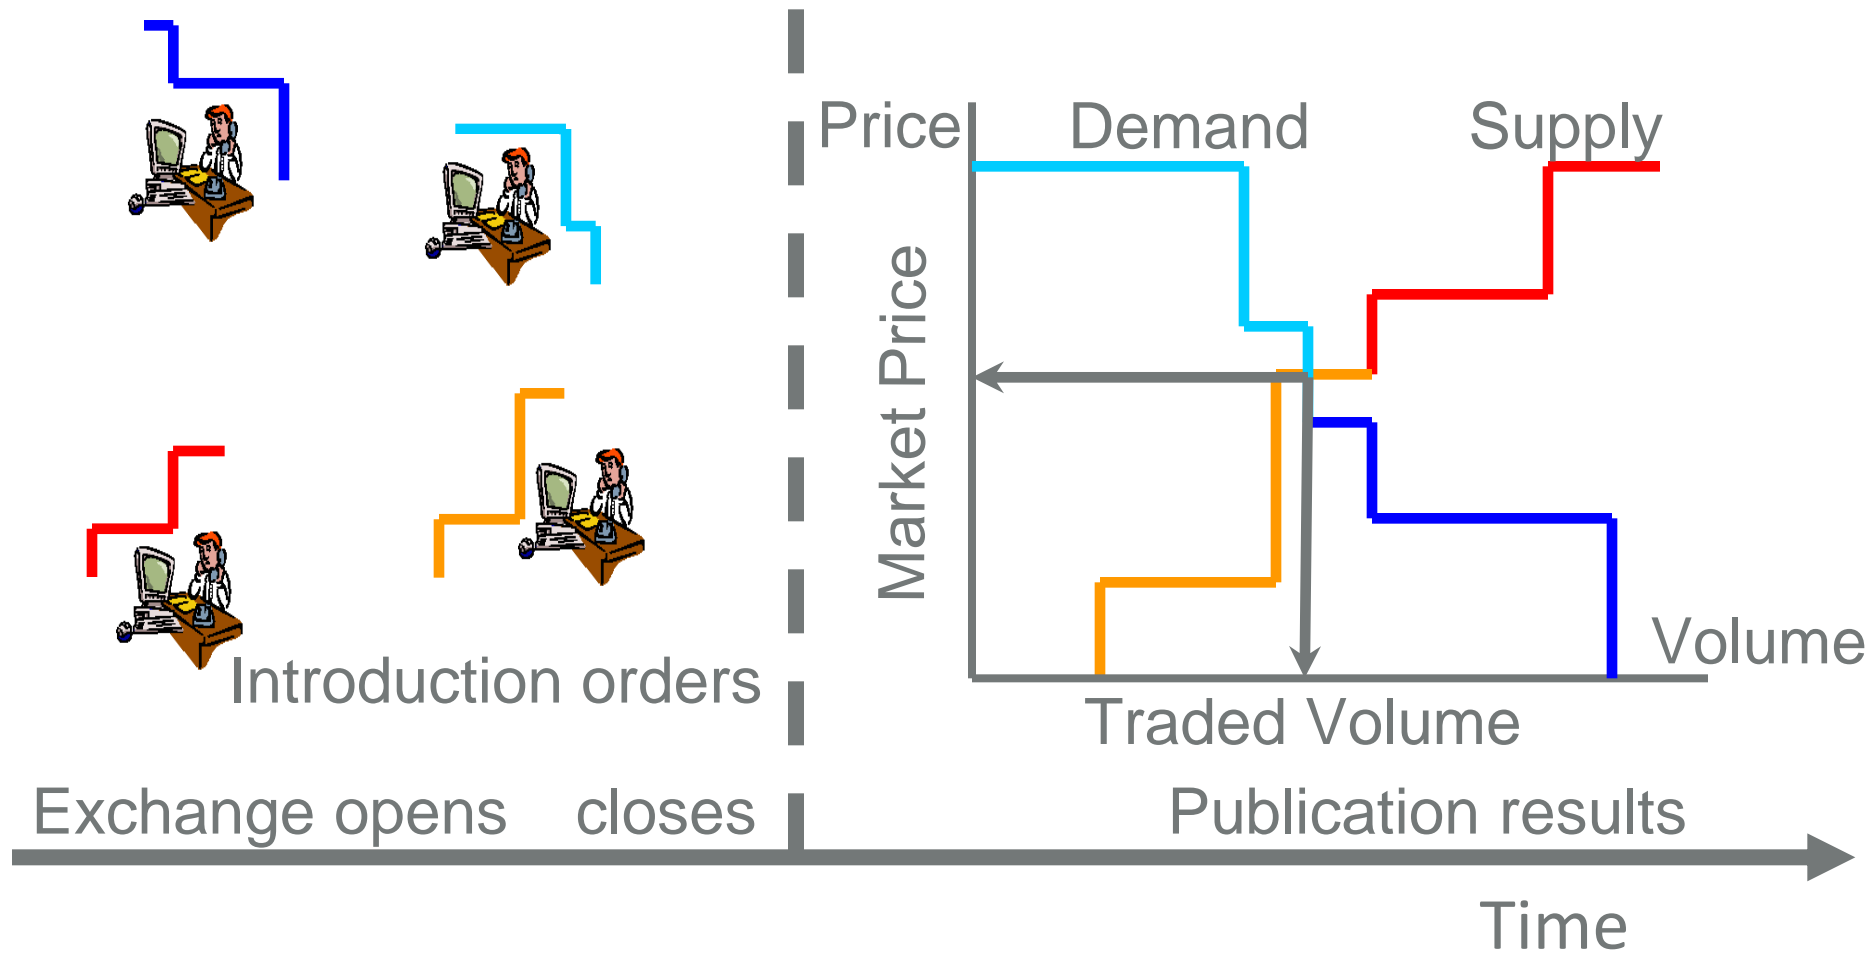 Price
Demand
Supply
Market Price
Volume
Introduction orders
Traded Volume
Exchange opens closes
Publication results
Time